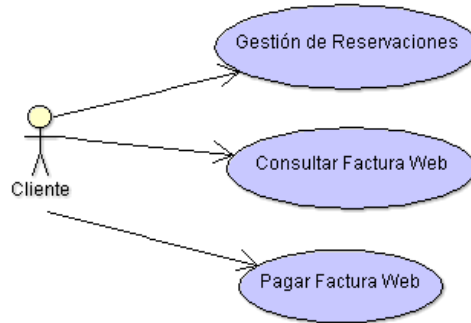 Gestión de Reservaciones
Consultar Factura Web
Cliente
Pagar Factura Web